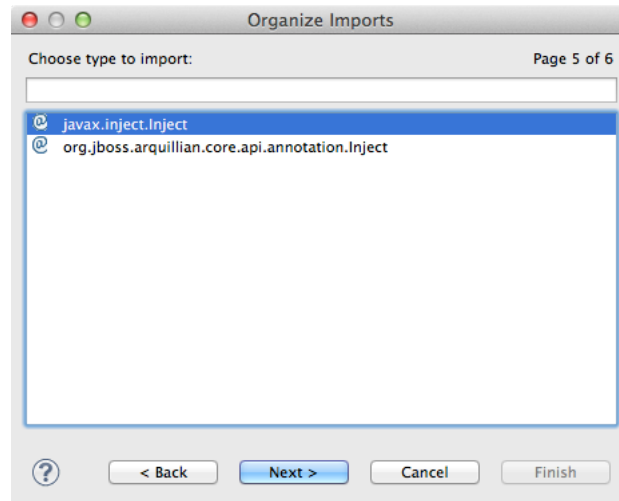 Organize Imports
Choose type to import:
Page 5 of 6
@ javax.inject.Inject
@ org.jboss.arquillian.core.api.annotation.Inject
?
< Back
Next >
Cancel
Finish